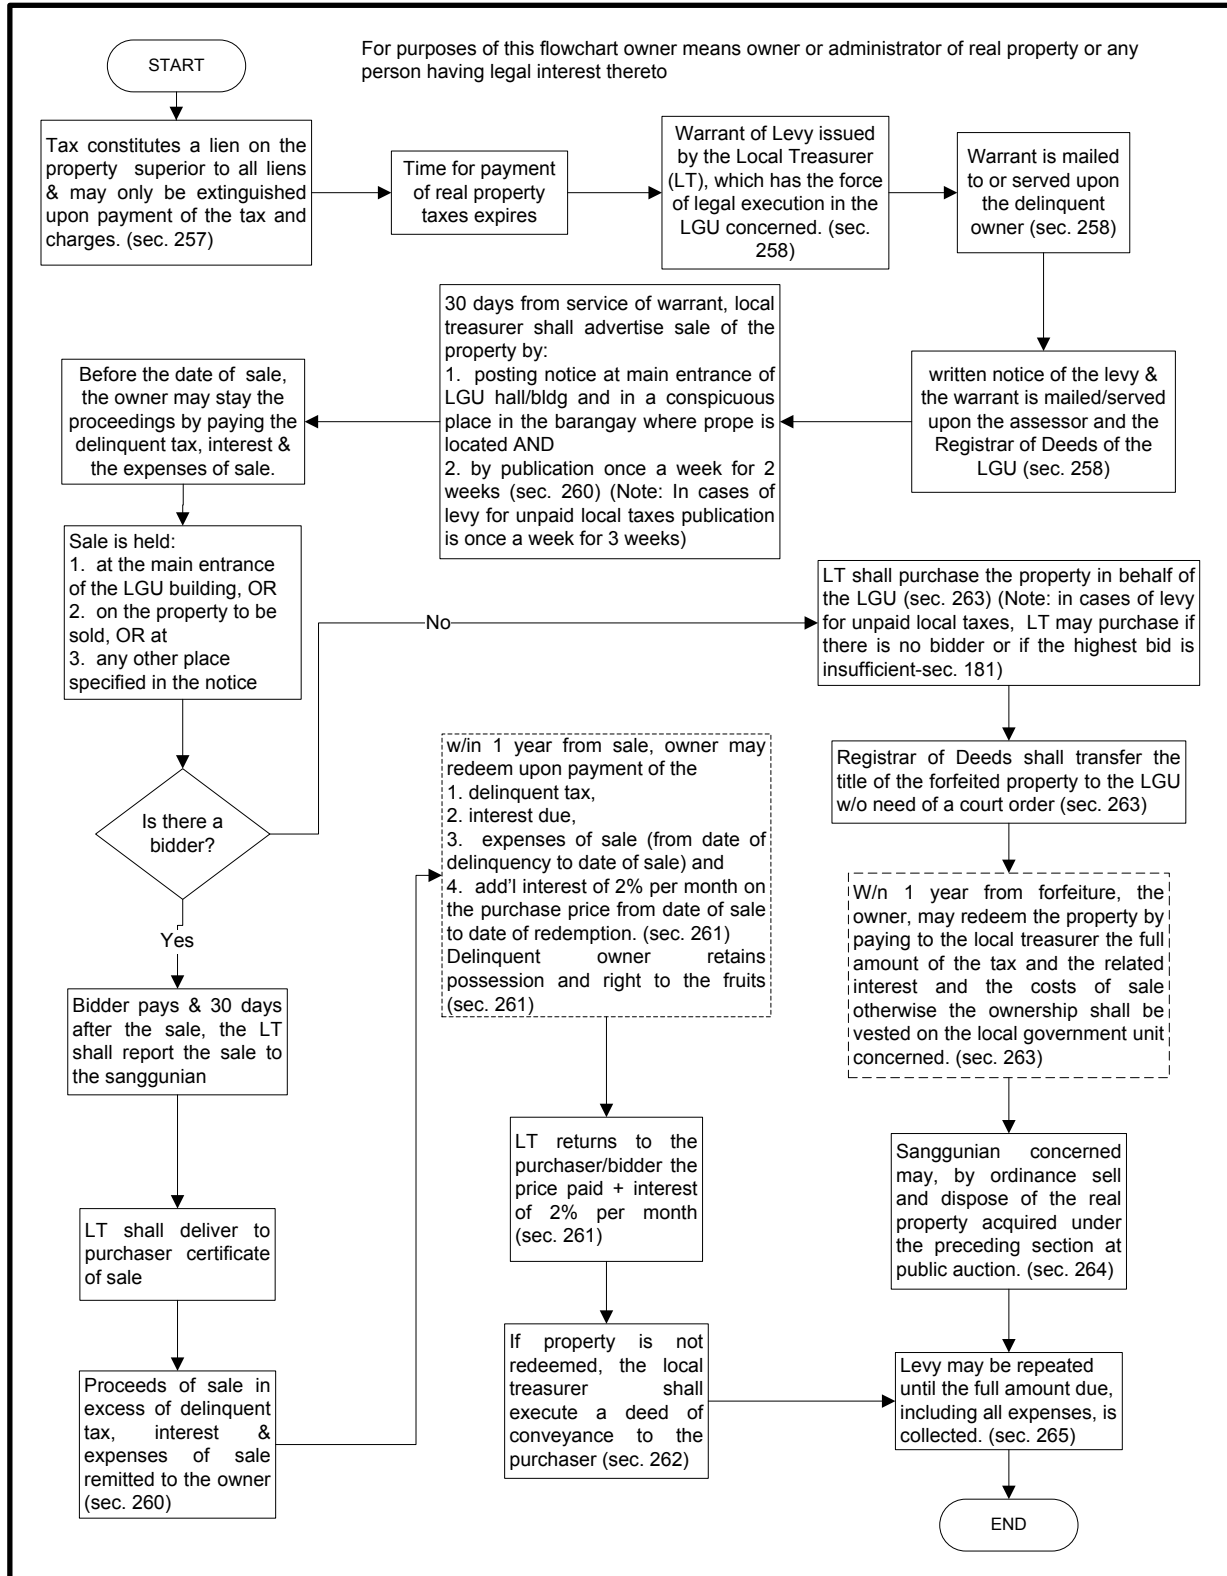 START
For purposes of this flowchart owner means owner or administrator of real property or any
person having legal interest thereto
Tax constitutes a lien on the
property superior to all liens
& may only be extinguished
upon payment of the tax and
charges. (sec. 257)
Time for payment
of real property
taxes expires
Warrant of Levy issued
by the Local Treasurer
(LT), which has the force
of legal execution in the
LGU concerned. (sec.
258)
Warrant is mailed
to or served upon
the delinquent
owner (sec. 258)
written notice of the levy &
the warrant is mailed/served
upon the assessor and the
Registrar of Deeds of the
LGU (sec. 258)
30 days from service of warrant, local
treasurer shall advertise sale of the
property by:
1. posting notice at main entrance of
LGU hall/bldg and in a conspicuous
place in the barangay where prope is
located AND
2. by publication once a week for 2
weeks (sec. 260) (Note: In cases of
levy for unpaid local taxes publication
is once a week for 3 weeks)
Before the date of sale,
the owner may stay the
proceedings by paying the
delinquent tax, interest &
the expenses of sale.
Sale is held:
1. at the main entrance
of the LGU building, OR
2. on the property to be
sold, OR at
3. any other place
specified in the notice
Is there a
bidder?
No
LT shall purchase the property in behalf of
the LGU (sec. 263) (Note: in cases of levy
for unpaid local taxes, LT may purchase if
there is no bidder or if the highest bid is
insufficient-sec. 181)
Registrar of Deeds shall transfer the
title of the forfeited property to the LGU
w/o need of a court order (sec. 263)
W/n 1 year from forfeiture, the
owner, may redeem the property by
paying to the local treasurer the full
amount of the tax and the related
interest and the costs of sale
otherwise the ownership shall be
vested on the local government unit
concerned. (sec. 263)
Sanggunian concerned
may, by ordinance sell
and dispose of the real
property acquired under
the preceding section at
public auction. (sec. 264)
Yes
Bidder pays & 30 days
after the sale, the LT
shall report the sale to
the sanggunian
LT shall deliver to
purchaser certificate
of sale
Proceeds of sale in
excess of delinquent
tax, interest &
expenses of sale
remitted to the owner
(sec. 260)
w/in 1 year from sale, owner may
redeem upon payment of the
1. delinquent tax,
2. interest due,
3. expenses of sale (from date of
delinquency to date of sale) and
4. add'l interest of 2% per month on
the purchase price from date of sale
to date of redemption. (sec. 261)
Delinquent owner retains
possession and right to the fruits
(sec. 261)
LT returns to the
purchaser/bidder the
price paid + interest
of 2% per month
(sec. 261)
If property is not
redeemed, the local
treasurer shall
execute a deed of
conveyance to the
purchaser (sec. 262)
Levy may be repeated
until the full amount due,
including all expenses, is
collected. (sec. 265)
END